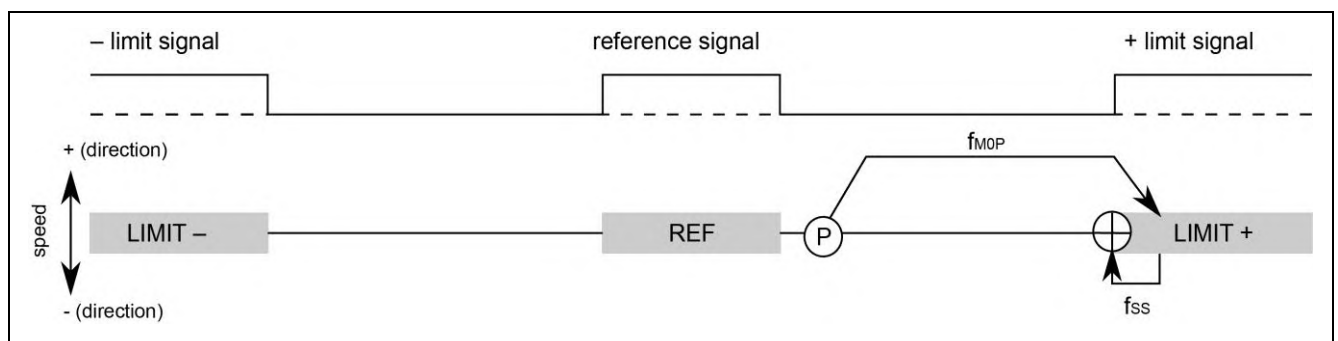 – limit signal
reference signal
+ limit signal
+ (direction)
fM0P
speed
LIMIT –
REF
P
LIMIT +
- (direction)
fSS